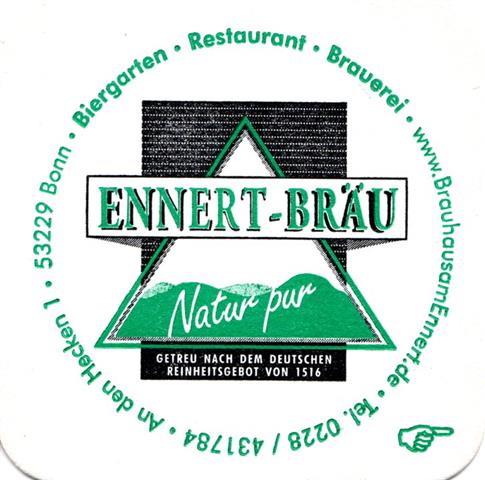 Biergarten • Restaurant • Brauerei • www.BrauhausamEnnert.de • Tel. 0228 / 431784 • An den Hecken 1 • 53229 Bonn •
ENNERT-BRÄU
Natur pur
GETREU NACH DEM DEUTSCHEN
REINHEITSGEBOT VON 1516